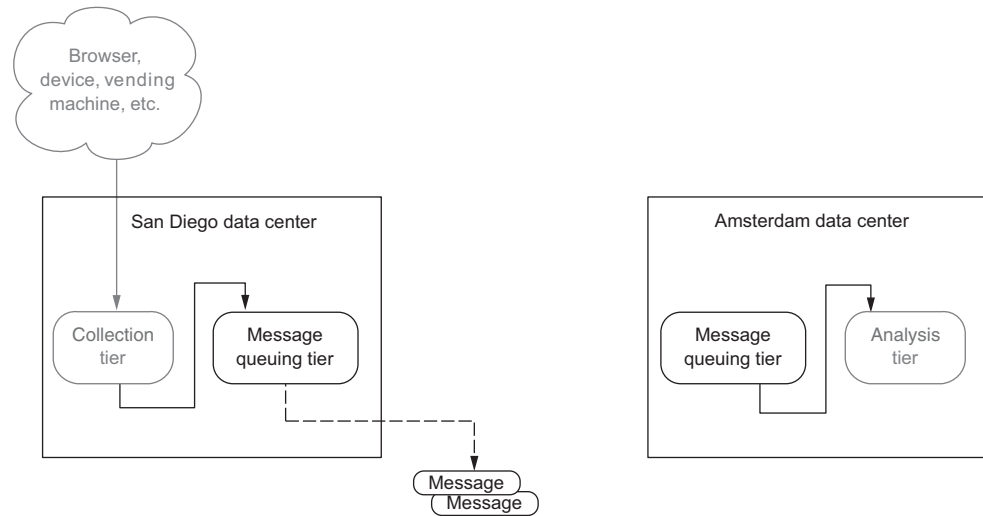 Browser,
device, vending
machine, etc.
San Diego data center
Amsterdam data center
Collection
tier
Message
queuing tier
Message
queuing tier
Analysis
tier
Message
Message